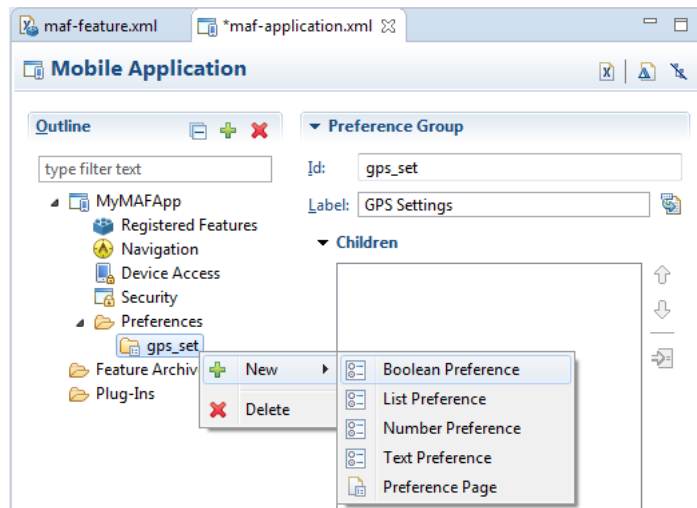 maf-feature.xml
*maf-application.xml
Mobile Application
Outline
type filter text
MyMAFApp
Registered Features
Navigation
Device Access
Security
Preferences
gps_set
Feature Archiv
Plug-Ins
Preference Group
Id: gps_set
Label: GPS Settings
Children
New
Delete
Boolean Preference
List Preference
Number Preference
Text Preference
Preference Page